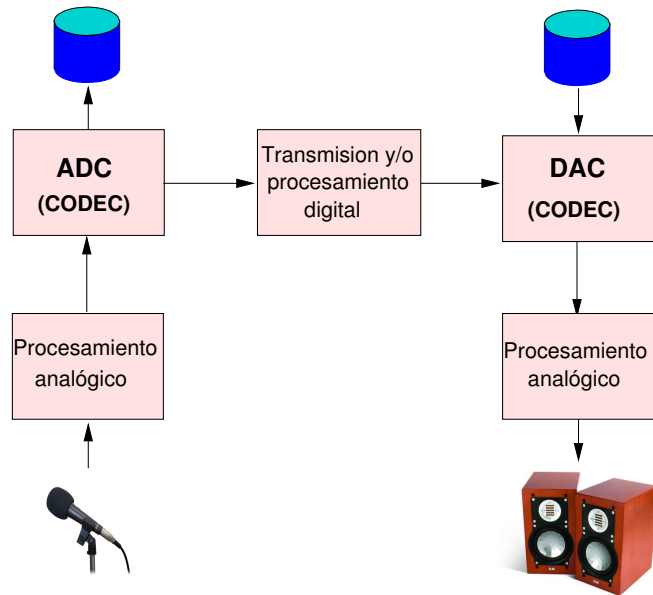 ADC
(CODEC)
Transmision y/o
procesamiento
digital
DAC
(CODEC)
Procesamiento
analógico
Procesamiento
analógico